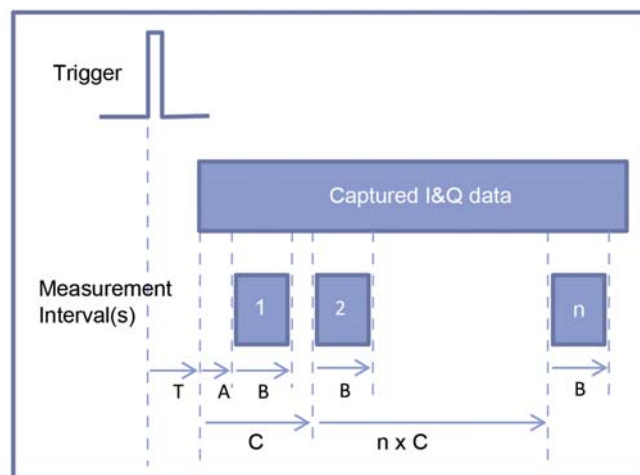 Trigger
Captured I&Q data
Measurement
Interval(s)
1
2
n
T
A
B
B
B
C
n x C